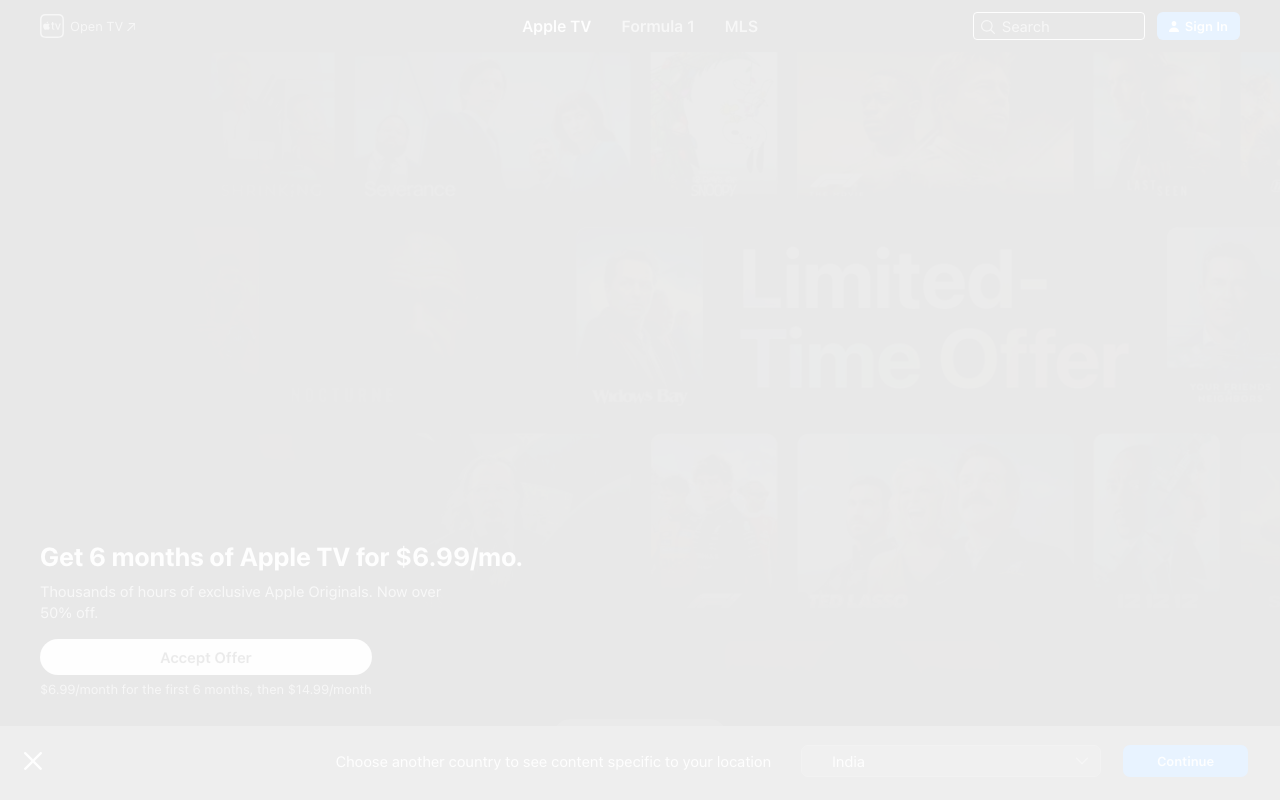 tv Open TV ↗
Apple TV
Formula 1
MLS
Search
Sign In
Limited-
Time Offer
Get 6 months of Apple TV for $6.99/mo.
Thousands of hours of exclusive Apple Originals. Now over
50% off.
Accept Offer
$6.99/month for the first 6 months, then $14.99/month
Choose another country to see content specific to your location
India
Continue